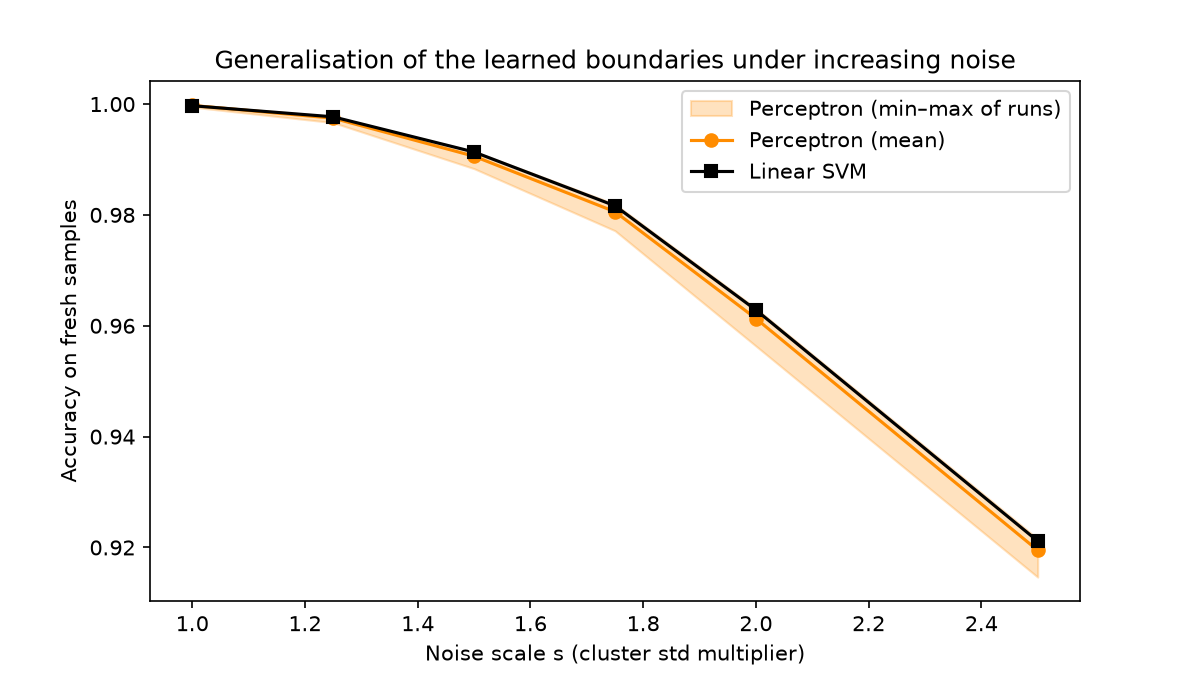 Generalisation of the learned boundaries under increasing noise
Perceptron (min–max of runs)
Perceptron (mean)
Linear SVM
Accuracy on fresh samples
1.00
0.98
0.96
0.94
0.92
1.0 1.2 1.4 1.6 1.8 2.0 2.2 2.4
Noise scale s (cluster std multiplier)